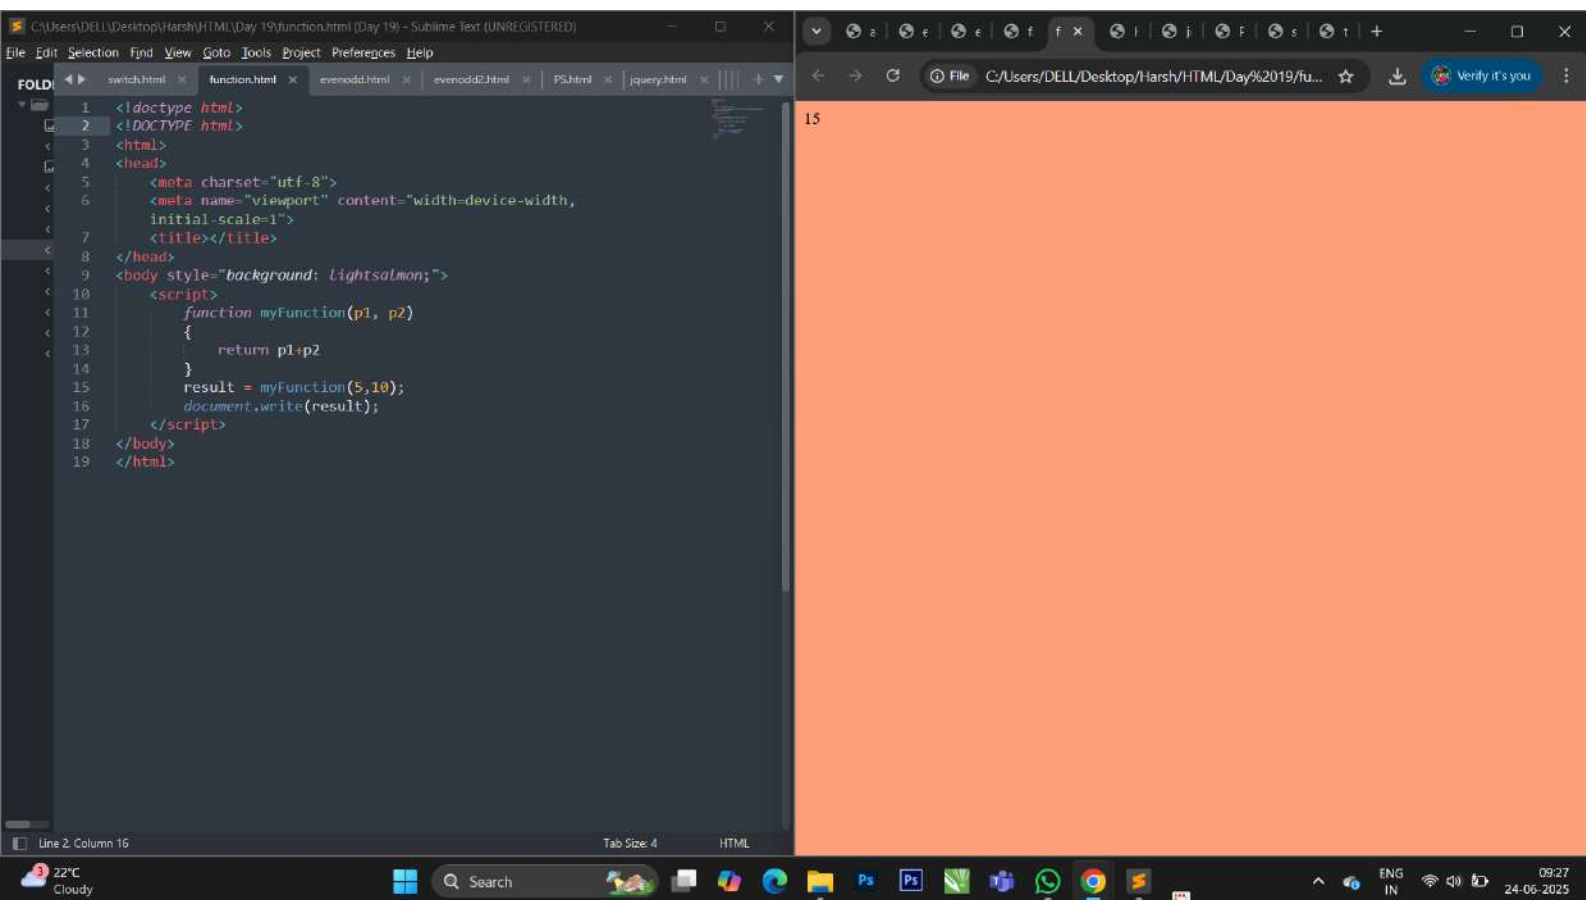 C:\Users\DELL\Desktop\Harsh\HTML\Day 19\function.html (Day 19) - Sublime Text (UNREGISTERED)
File Edit Selection Find View Goto Tools Project Preferences Help
FOLD
switch.html function.html evenodd.html evenodd2.html PS.html jquery.html
1 <!doctype html>
2 <!DOCTYPE html>
3 <html>
4 <head>
5 <meta charset="utf-8">
6 <meta name="viewport" content="width=device-width,
initial-scale=1">
7 <title></title>
8 </head>
9 <body style="background: lightsalmon;">
10 <script>
11 function myFunction(p1, p2)
12 {
13 return p1+p2
14 }
15 result = myFunction(5,10);
16 document.write(result);
17 </script>
18 </body>
19 </html>
Line 2, Column 16 Tab Size: 4 HTML
File C:/Users/DELL/Desktop/Harsh/HTML/Day%2019/fu... Verify it's you
15
3 22°C
Cloudy
Search
Ps Ps
ENG
IN
09:27
24-06-2025